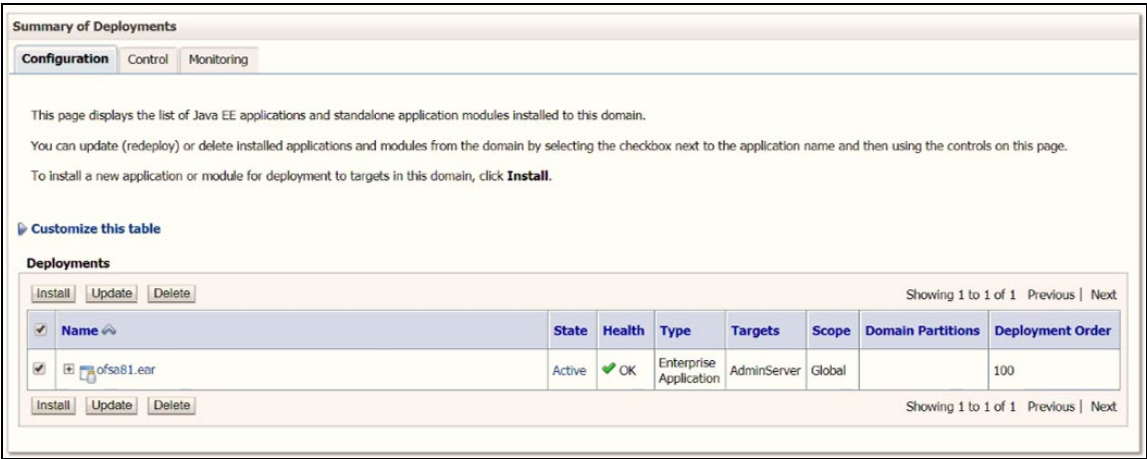 Summary of Deployments
Configuration Control Monitoring
This page displays the list of Java EE applications and standalone application modules installed to this domain.
You can update (redeploy) or delete installed applications and modules from the domain by selecting the checkbox next to the application name and then using the controls on this page.
To install a new application or module for deployment to targets in this domain, click Install.
Customize this table
Deployments
Install Update Delete Showing 1 to 1 of 1 Previous | Next
Name State Health Type Targets Scope Domain Partitions Deployment Order
ofsa81.ear Active OK Enterprise Application AdminServer Global 100
Install Update Delete Showing 1 to 1 of 1 Previous | Next